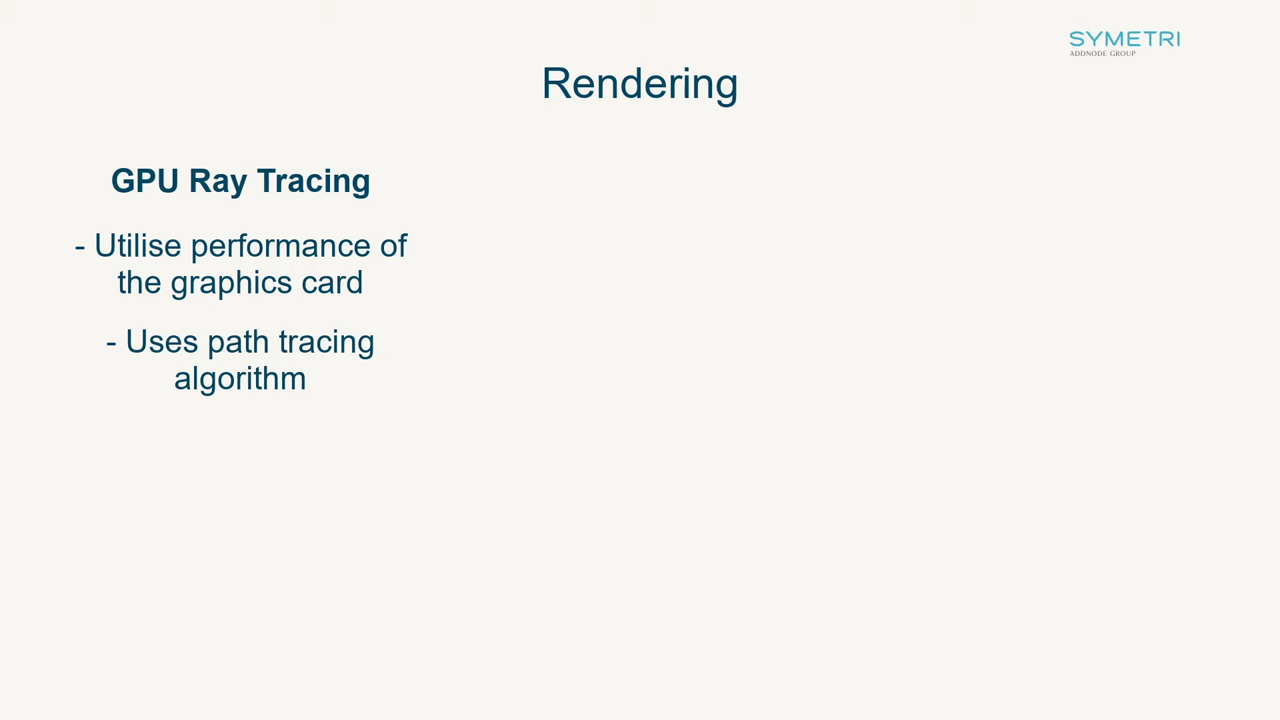 SYMETRI
ADDNODE GROUP
Rendering
GPU Ray Tracing
- Utilise performance of
the graphics card
- Uses path tracing
algorithm